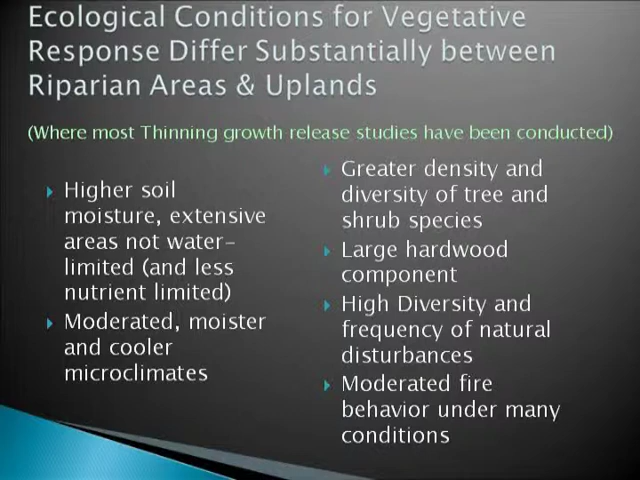 Ecological Conditions for Vegetative
Response Differ Substantially between
Riparian Areas & Uplands
(Where most Thinning growth release studies have been conducted)
Higher soil
moisture, extensive
areas not water-
limited (and less
nutrient limited)
Moderated, moister
and cooler
microclimates
Greater density and
diversity of tree and
shrub species
Large hardwood
component
High Diversity and
frequency of natural
disturbances
Moderated fire
behavior under many
conditions